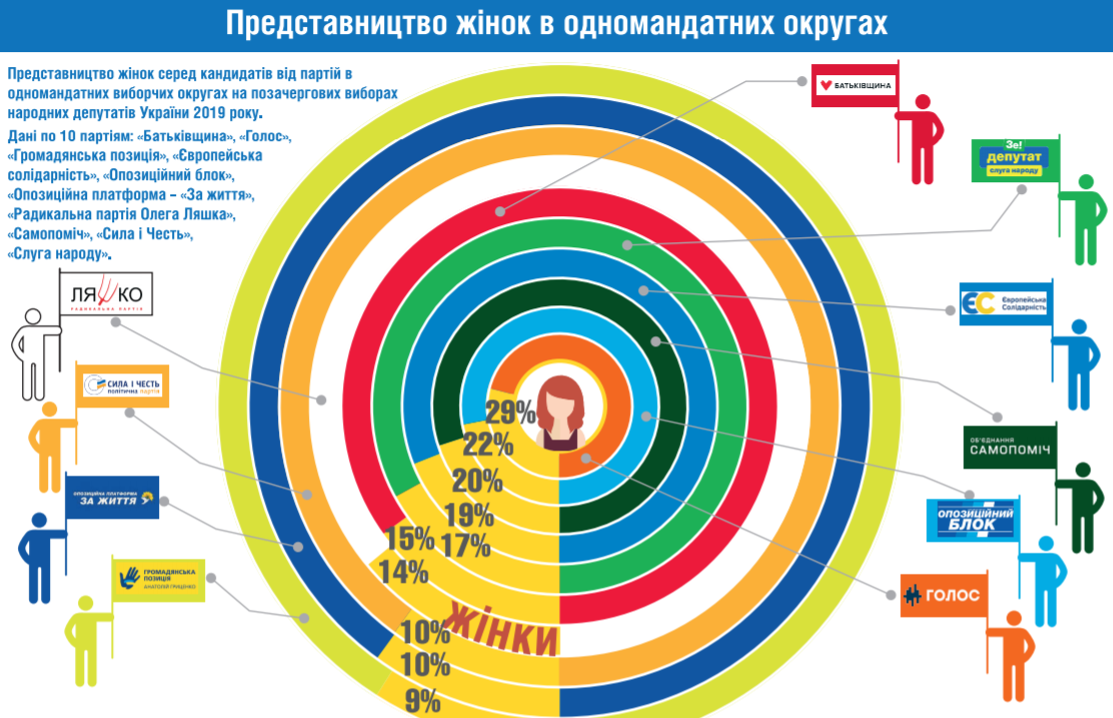 Представництво жінок в одномандатних округах
Представництво жінок серед кандидатів від партій в
одномандатних виборчих округах на позачергових виборах
народних депутатів України 2019 року.
Дані по 10 партіям: «Батьківщина», «Голос»,
«Громадянська позиція», «Європейська
солідарність», «Опозиційний блок»,
«Опозиційна платформа – «За життя»,
«Радикальна партія Олега Ляшка»,
«Самопоміч», «Сила і Честь»,
«Слуга народу».
БАТЬКІВЩИНА
Зе!
депутат
слуга народу
ЛЯШКО
РАДИКАЛЬНА ПАРТІЯ
Європейська
Солідарність
ЄС
СИЛА І ЧЕСТЬ
політична партія
ОБ'ЄДНАННЯ
САМОПОМІЧ
ОПОЗИЦІЙНА ПЛАТФОРМА
ЗА ЖИТТЯ
ОПОЗИЦІЙНИЙ
БЛОК
ГРОМАДЯНСЬКА
ПОЗИЦІЯ
АНАТОЛІЙ ГРИЦЕНКО
ГОЛОС
29%
22%
20%
19%
17%
15%
14%
10%
10%
9%
ЖІНКИ